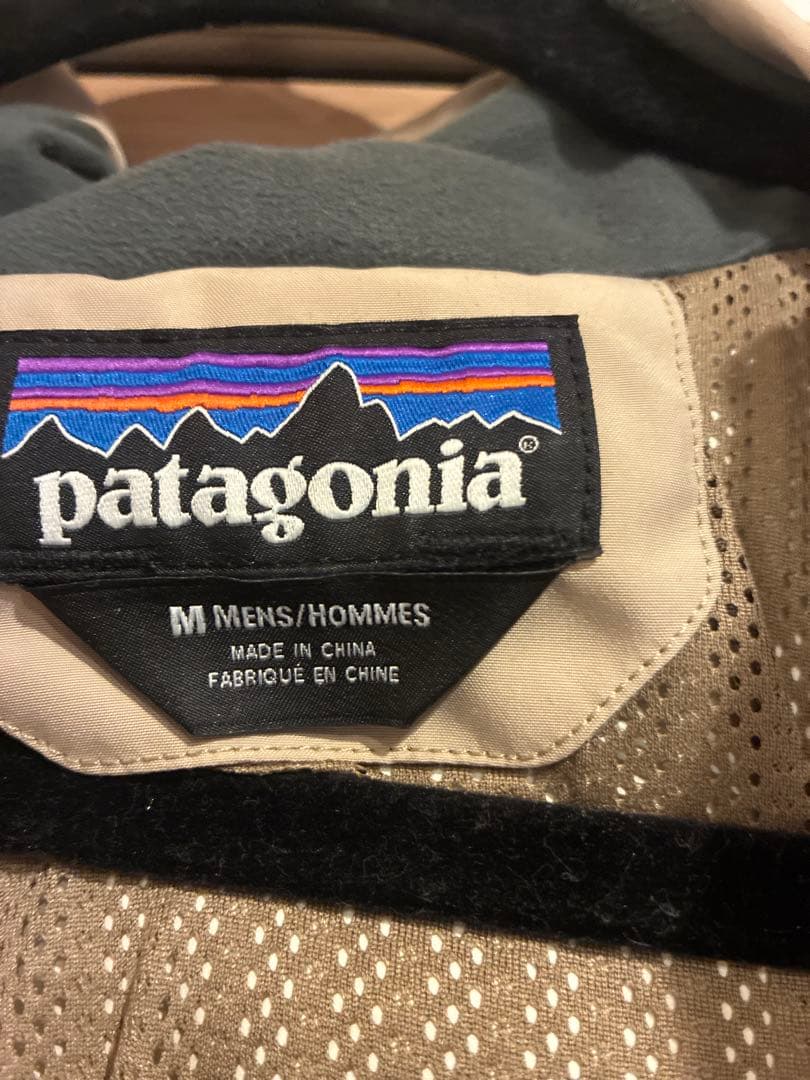 patagonia®
M MENS/HOMMES
MADE IN CHINA
FABRIQUÉ EN CHINE